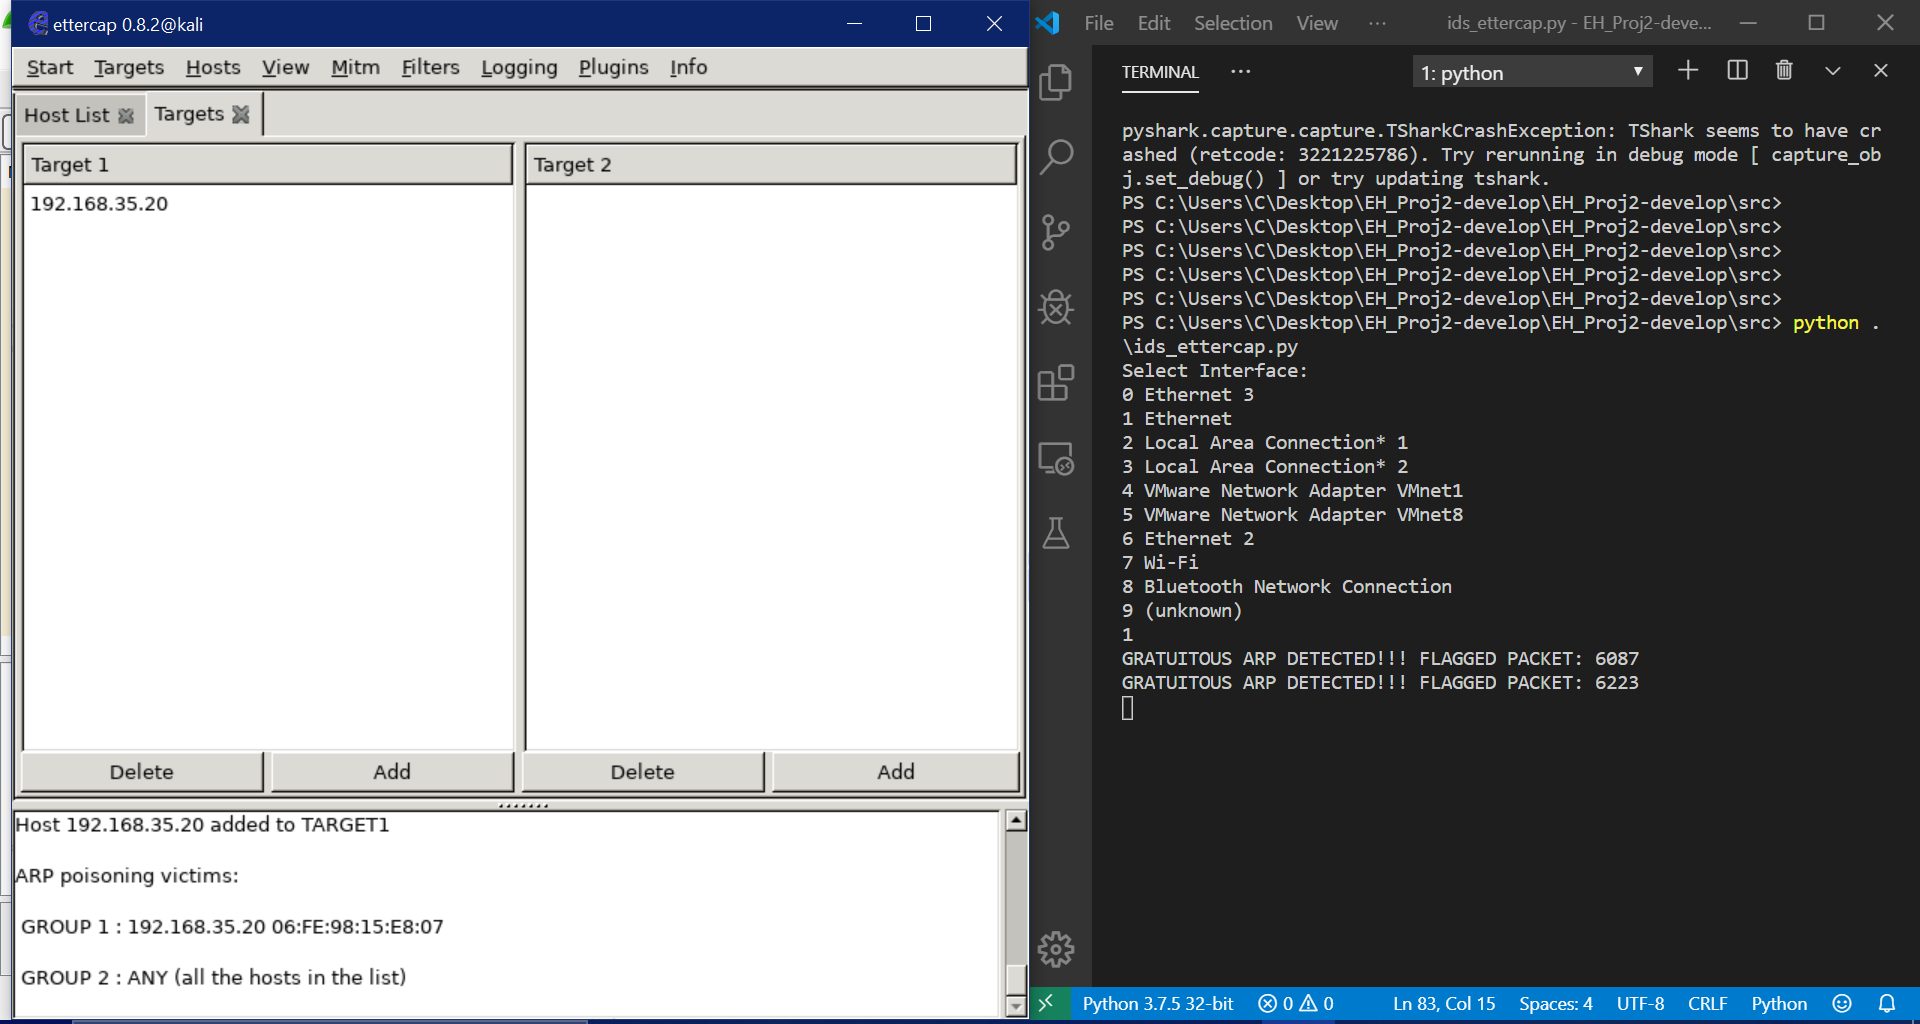 ettercap 0.8.2@kali
Start Targets Hosts View Mitm Filters Logging Plugins Info
Host List Targets
Target 1 Target 2
192.168.35.20
Delete Add Delete Add
Host 192.168.35.20 added to TARGET1
ARP poisoning victims:
GROUP 1 : 192.168.35.20 06:FE:98:15:E8:07
GROUP 2 : ANY (all the hosts in the list)
File Edit Selection View ··· ids_ettercap.py - EH_Proj2-deve...
TERMINAL ··· 1: python
pyshark.capture.capture.TSharkCrashException: TShark seems to have cr
ashed (retcode: 3221225786). Try rerunning in debug mode [ capture_ob
j.set_debug() ] or try updating tshark.
PS C:\Users\C\Desktop\EH_Proj2-develop\EH_Proj2-develop\src>
PS C:\Users\C\Desktop\EH_Proj2-develop\EH_Proj2-develop\src>
PS C:\Users\C\Desktop\EH_Proj2-develop\EH_Proj2-develop\src>
PS C:\Users\C\Desktop\EH_Proj2-develop\EH_Proj2-develop\src>
PS C:\Users\C\Desktop\EH_Proj2-develop\EH_Proj2-develop\src>
PS C:\Users\C\Desktop\EH_Proj2-develop\EH_Proj2-develop\src> python .
\ids_ettercap.py
Select Interface:
0 Ethernet 3
1 Ethernet
2 Local Area Connection* 1
3 Local Area Connection* 2
4 VMware Network Adapter VMnet1
5 VMware Network Adapter VMnet8
6 Ethernet 2
7 Wi-Fi
8 Bluetooth Network Connection
9 (unknown)
1
GRATUITOUS ARP DETECTED!!! FLAGGED PACKET: 6087
GRATUITOUS ARP DETECTED!!! FLAGGED PACKET: 6223
Python 3.7.5 32-bit 0 0 Ln 83, Col 15 Spaces: 4 UTF-8 CRLF Python